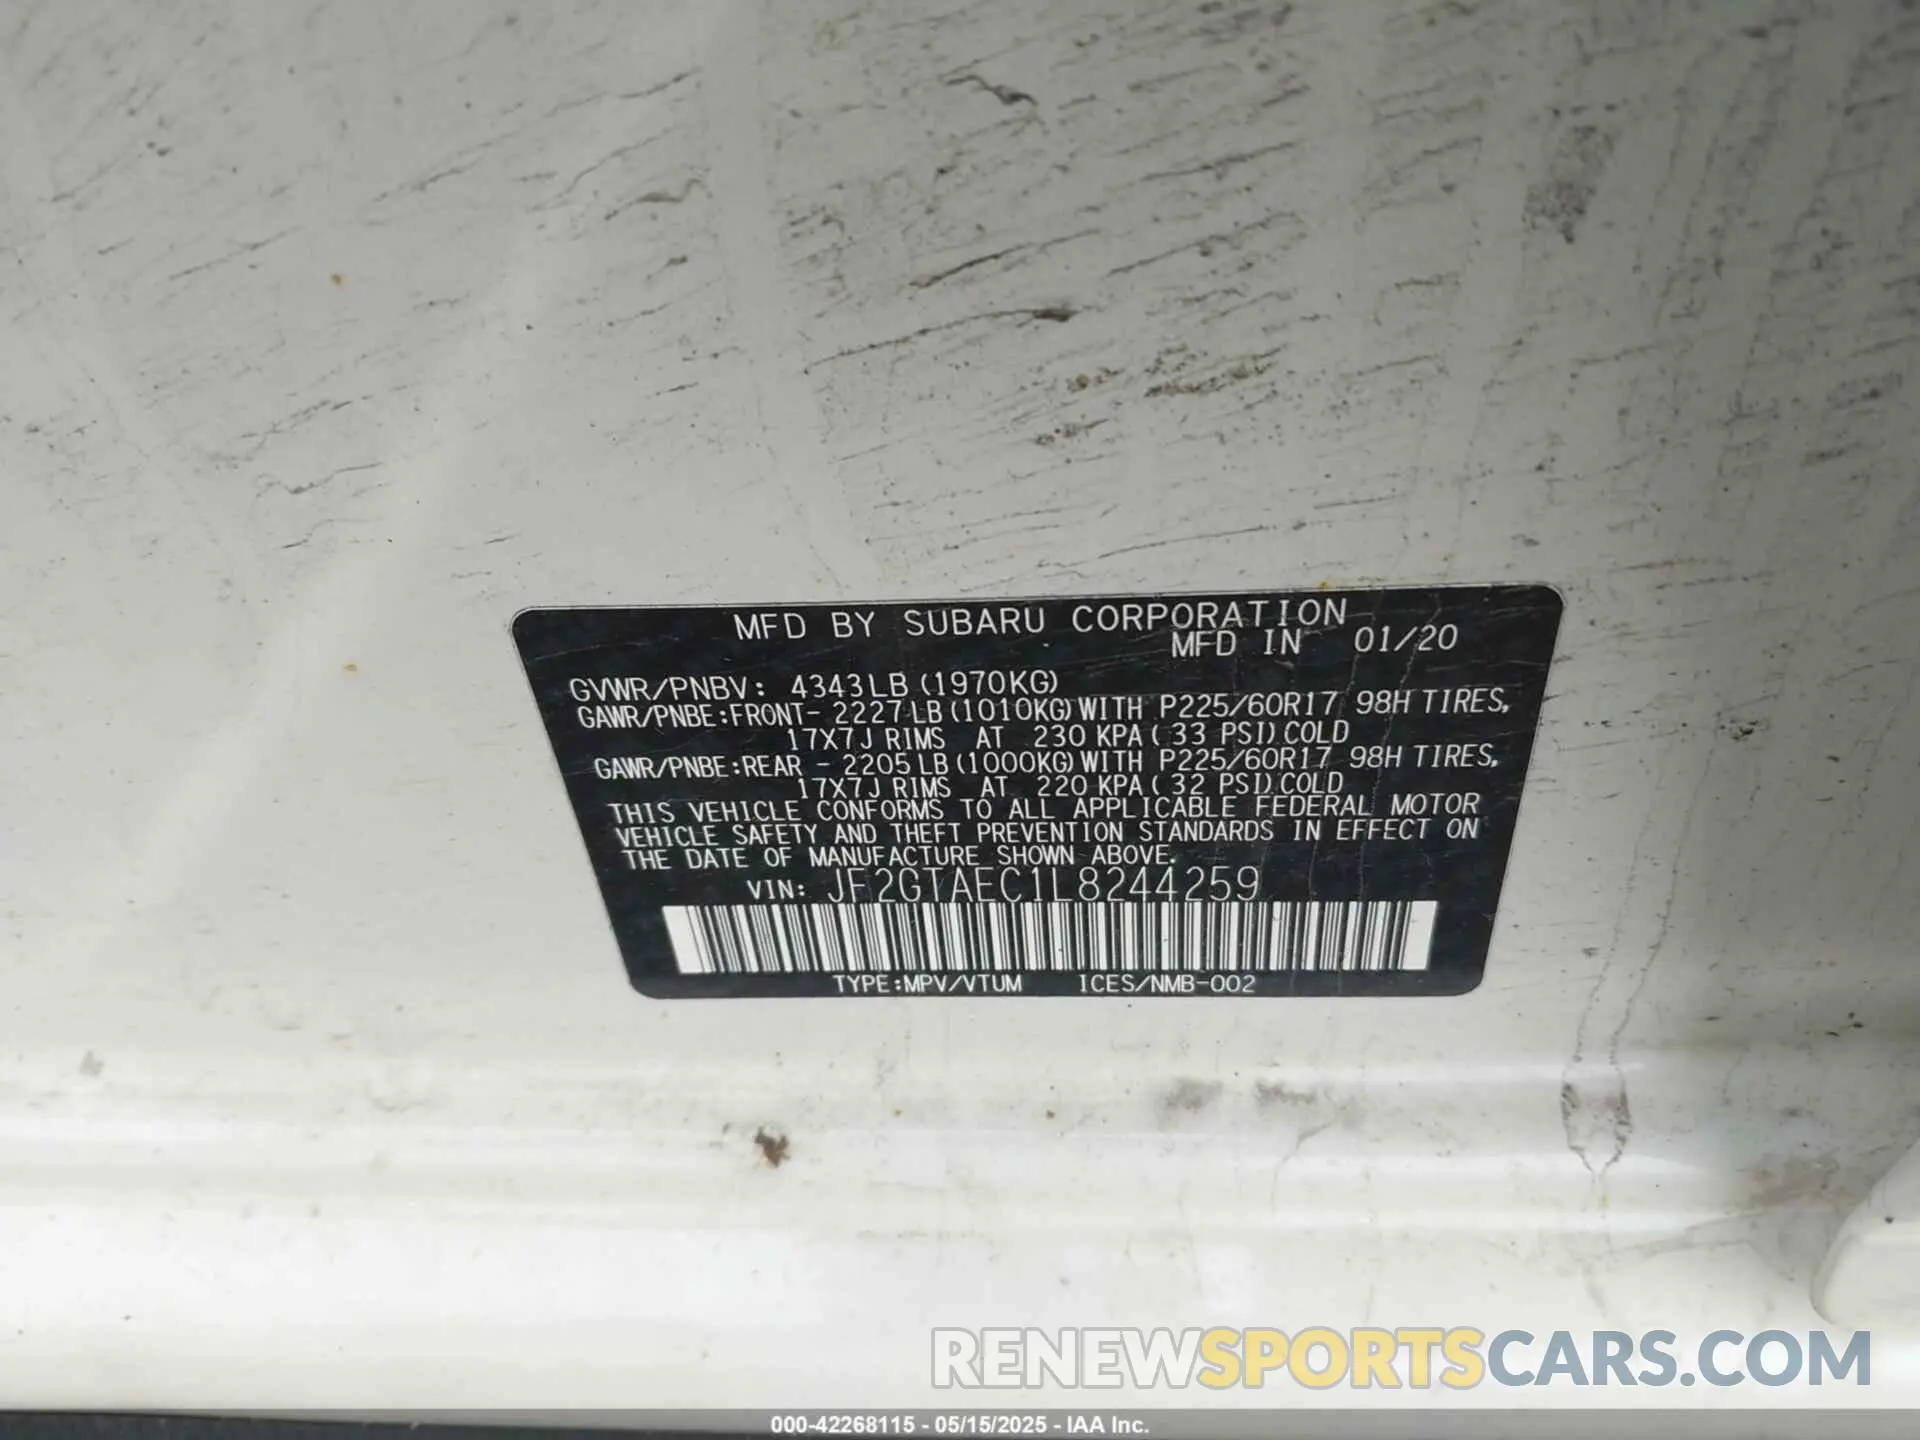 MFD BY SUBARU CORPORATION
MFD IN 01/20
GVWR/PNBV: 4343LB (1970KG)
GAWR/PNBE:FRONT- 2227LB (1010KG) WITH P225/60R17 98H TIRES,
17X7J RIMS AT 230 KPA ( 33 PSI) COLD
GAWR/PNBE:REAR - 2205LB (1000KG) WITH P225/60R17 98H TIRES,
17X7J RIMS AT 220 KPA ( 32 PSI) COLD
THIS VEHICLE CONFORMS TO ALL APPLICABLE FEDERAL MOTOR
VEHICLE SAFETY AND THEFT PREVENTION STANDARDS IN EFFECT ON
THE DATE OF MANUFACTURE SHOWN ABOVE.
VIN: JF2GTAEC1L8244259
TYPE:MPV/VTUM ICES/NMB-002
RENEWSPORTSCARS.COM
000-42268115 - 05/15/2025 - IAA Inc.